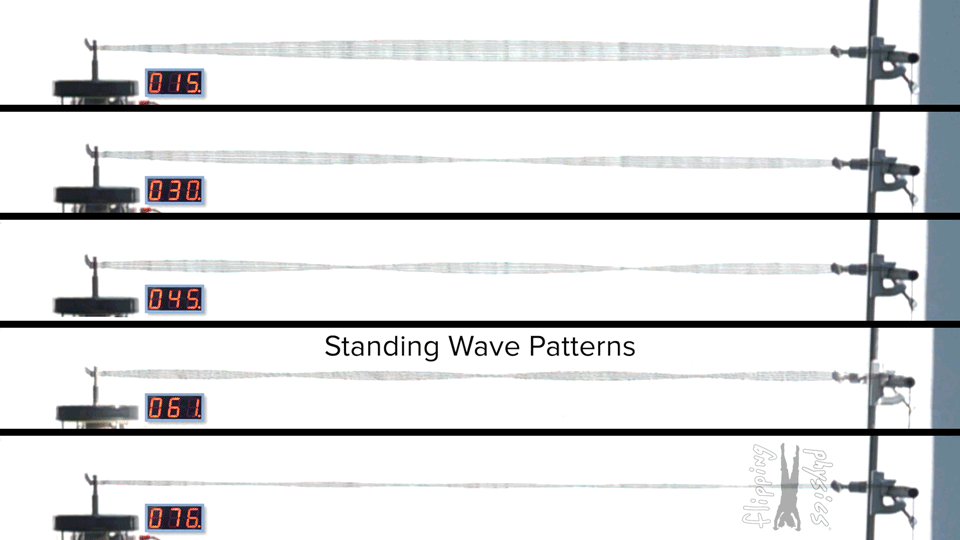 015.
030.
045.
Standing Wave Patterns
061.
076.
flipping
physics